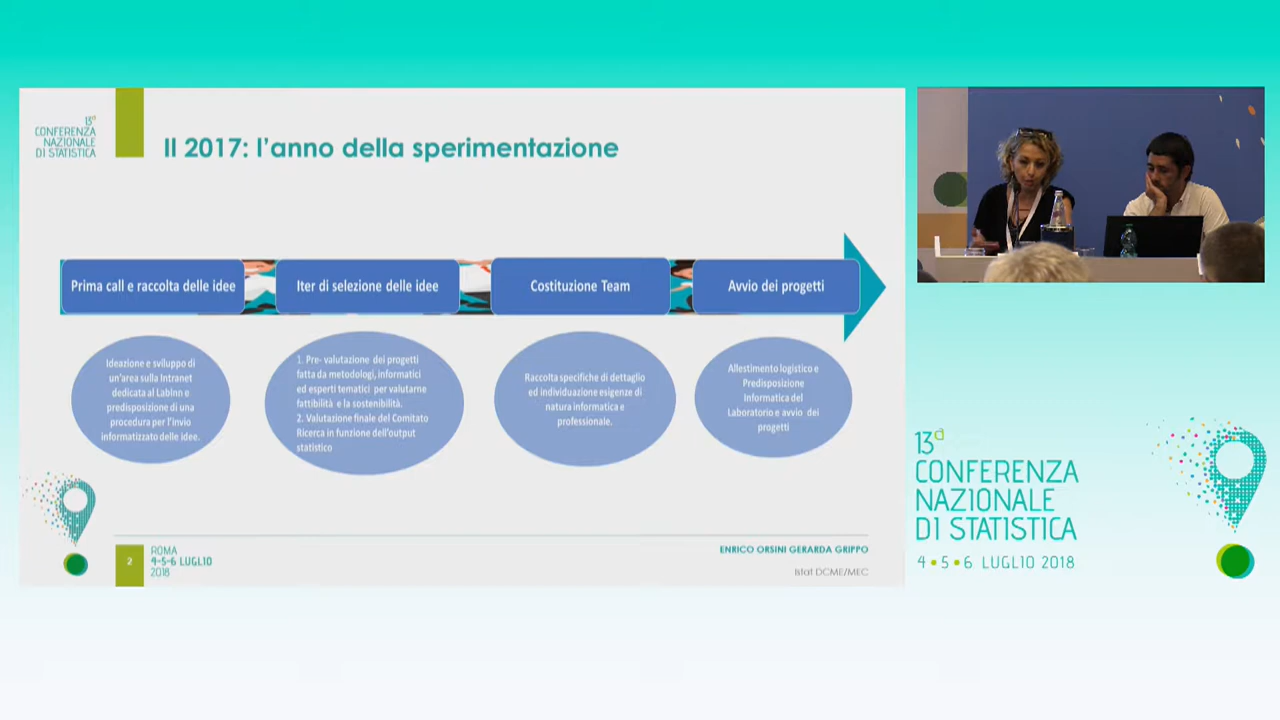 13a
CONFERENZA
NAZIONALE
DI STATISTICA
Il 2017: l'anno della sperimentazione
Prima call e raccolta delle idee
Iter di selezione delle idee
Costituzione Team
Avvio dei progetti
Ideazione e sviluppo di
un'area sulla Intranet
dedicata al LabInn e
predisposizione di una
procedura per l'invio
informatizzato delle idee.
1. Pre- valutazione dei progetti
fatta da metodologi, informatici
ed esperti tematici per valutarne
fattibilità e la sostenibilità.
2. Valutazione finale del Comitato
Ricerca in funzione dell'output
statistico
Raccolta specifiche di dettaglio
ed individuazione esigenze di
natura informatica e
professionale.
Allestimento logistico e
Predisposizione
Informatica del
Laboratorio e avvio dei
progetti
2
ROMA
4-5-6 LUGLIO
2018
ENRICO ORSINI GERARDA GRIPPO
Istat DCME/MEC
13a
CONFERENZA
NAZIONALE
DI STATISTICA
4•5•6 LUGLIO 2018